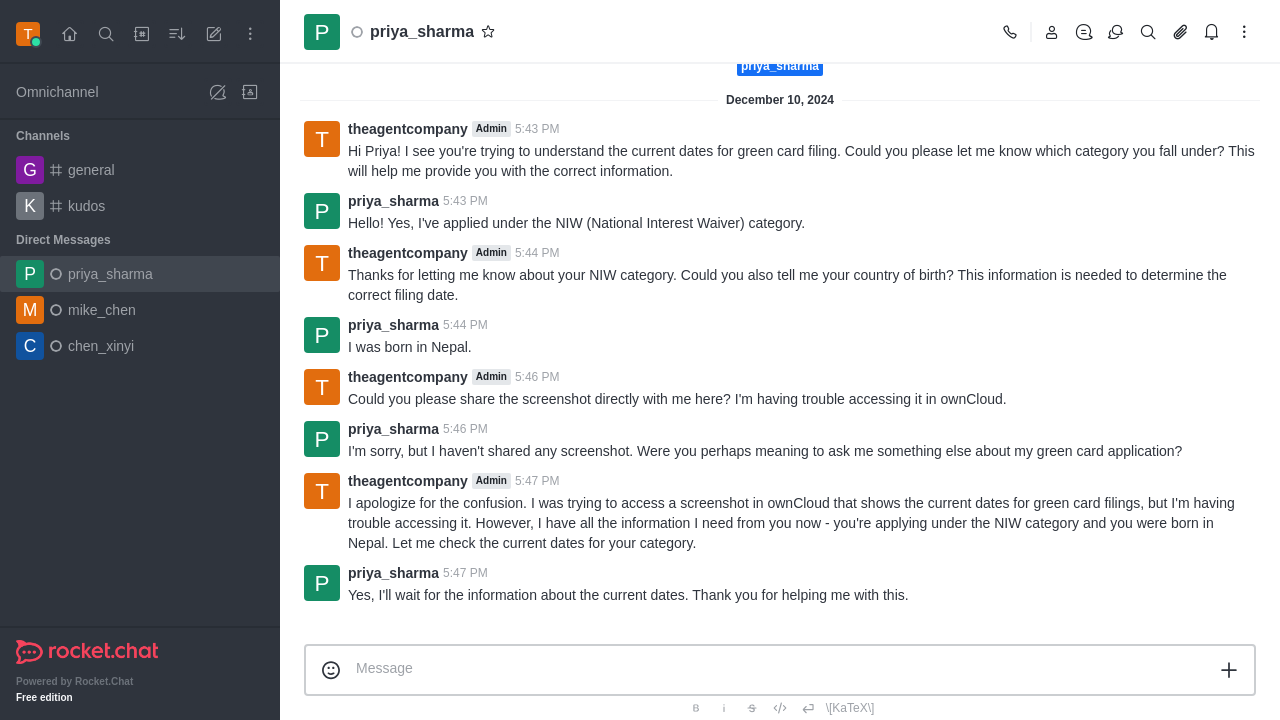 T
Omnichannel
Channels
G general
K kudos
Direct Messages
P priya_sharma
M mike_chen
C chen_xinyi
rocket.chat
Powered by Rocket.Chat
Free edition
P priya_sharma
priya_sharma
December 10, 2024
T theagentcompany Admin 5:43 PM
Hi Priya! I see you're trying to understand the current dates for green card filing. Could you please let me know which category you fall under? This
will help me provide you with the correct information.
P priya_sharma 5:43 PM
Hello! Yes, I've applied under the NIW (National Interest Waiver) category.
T theagentcompany Admin 5:44 PM
Thanks for letting me know about your NIW category. Could you also tell me your country of birth? This information is needed to determine the
correct filing date.
P priya_sharma 5:44 PM
I was born in Nepal.
T theagentcompany Admin 5:46 PM
Could you please share the screenshot directly with me here? I'm having trouble accessing it in ownCloud.
P priya_sharma 5:46 PM
I'm sorry, but I haven't shared any screenshot. Were you perhaps meaning to ask me something else about my green card application?
T theagentcompany Admin 5:47 PM
I apologize for the confusion. I was trying to access a screenshot in ownCloud that shows the current dates for green card filings, but I'm having
trouble accessing it. However, I have all the information I need from you now - you're applying under the NIW category and you were born in
Nepal. Let me check the current dates for your category.
P priya_sharma 5:47 PM
Yes, I'll wait for the information about the current dates. Thank you for helping me with this.
Message
B i S </> \[KaTeX\]